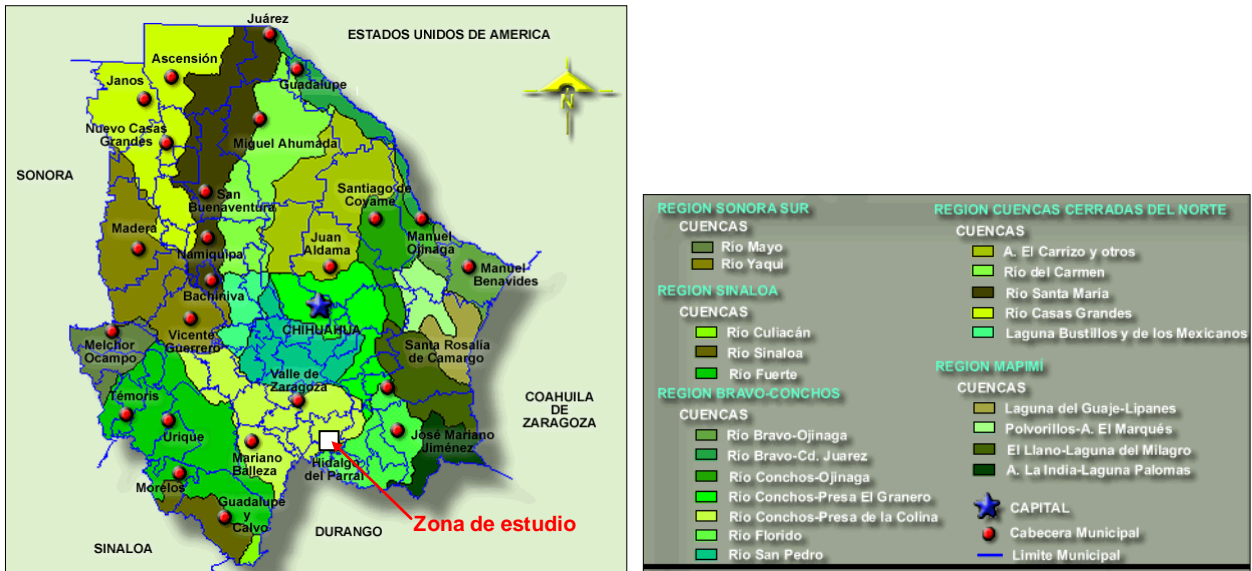 Juárez
ESTADOS UNIDOS DE AMERICA
Ascensión
Janos
Guadalupe
N
Nuevo Casas
Grandes
Miguel Ahumada
SONORA
San
Buenaventura
Santiago de
Coyame
Madera
Namiquipa
Juan
Aldama
Manuel
Ojinaga
Manuel
Benavides
Bachiniva
CHIHUAHUA
Vicente
Guerrero
Melchor
Ocampo
Santa Rosalía
de Camargo
Valle de
Zaragoza
COAHUILA
DE
ZARAGOZA
Témoris
Urique
José Mariano
Jiménez
Mariano
Balleza
Hidalgo
del Parral
Morelos
Guadalupe
y
Calvo
Zona de estudio
DURANGO
SINALOA
REGION SONORA SUR
CUENCAS
Río Mayo
Río Yaqui
REGION SINALOA
CUENCAS
Río Culiacán
Río Sinaloa
Río Fuerte
REGION BRAVO-CONCHOS
CUENCAS
Río Bravo-Ojinaga
Río Bravo-Cd. Juarez
Río Conchos-Ojinaga
Río Conchos-Presa El Granero
Río Conchos-Presa de la Colina
Río Florido
Río San Pedro
REGION CUENCAS CERRADAS DEL NORTE
CUENCAS
A. El Carrizo y otros
Río del Carmen
Río Santa María
Río Casas Grandes
Laguna Bustillos y de los Mexicanos
REGION MAPIMÍ
CUENCAS
Laguna del Guaje-Lipanes
Polvorillos-A. El Marqués
El Llano-Laguna del Milagro
A. La India-Laguna Palomas
CAPITAL
Cabecera Municipal
Límite Municipal